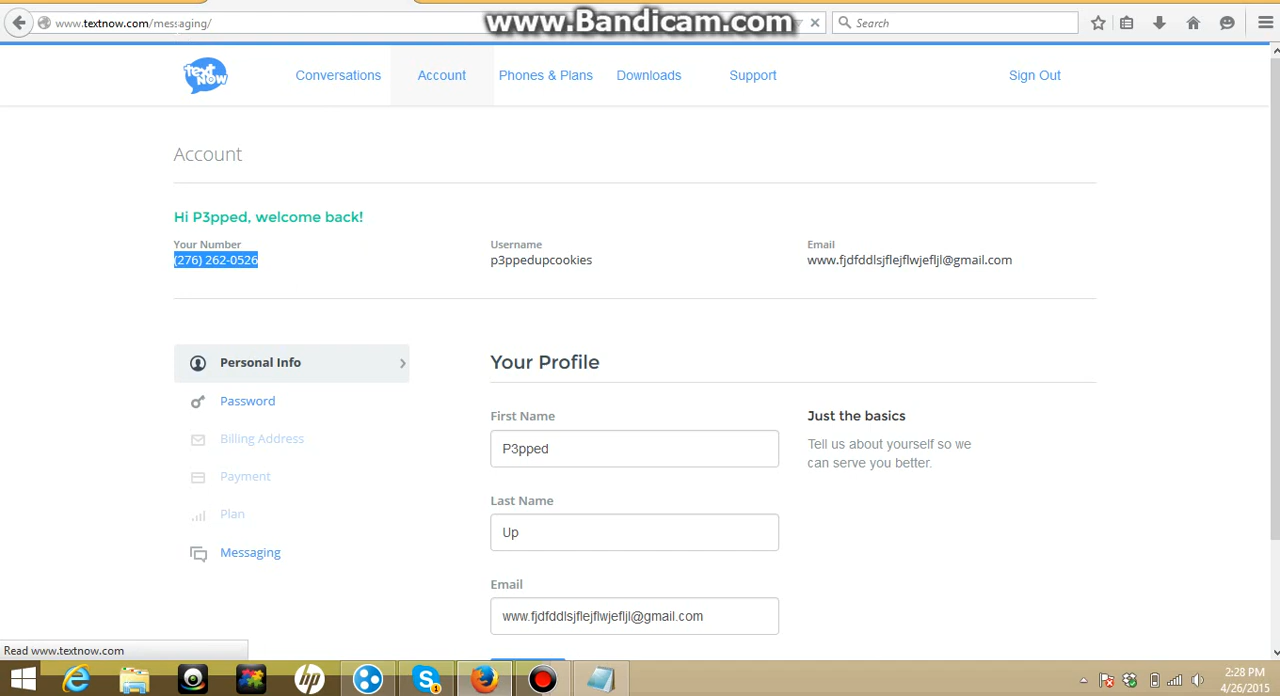 www.textnow.com/messaging/
www.Bandicam.com
Search
text now
Conversations
Account
Phones & Plans
Downloads
Support
Sign Out
Account
Hi P3pped, welcome back!
Your Number
Username
Email
(276) 262-0526
p3ppedupcookies
www.fjdfddlsjflejflwjefljl@gmail.com
Personal Info
Password
Billing Address
Payment
Plan
Messaging
Your Profile
First Name
P3pped
Last Name
Up
Email
www.fjdfddlsjflejflwjefljl@gmail.com
Just the basics
Tell us about yourself so we
can serve you better.
Read www.textnow.com
hp
1
2:28 PM
4/26/2015